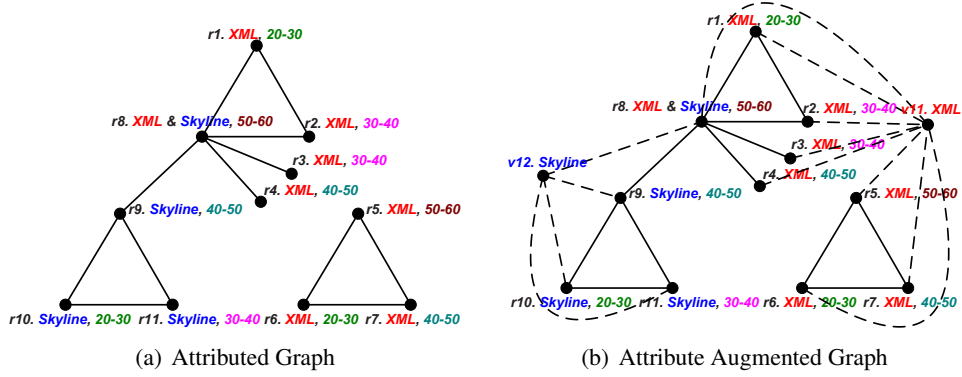 r1. XML, 20-30
r8. XML & Skyline, 50-60
r2. XML, 30-40
r3. XML, 30-40
r4. XML, 40-50
r9. Skyline, 40-50
r5. XML, 50-60
r10. Skyline, 20-30
r11. Skyline, 30-40
r6. XML, 20-30
r7. XML, 40-50
(a) Attributed Graph
r1. XML, 20-30
r8. XML & Skyline, 50-60
r2. XML, 30-40
v11. XML
r3. XML, 30-40
v12. Skyline
r4. XML, 40-50
r9. Skyline, 40-50
r5. XML, 50-60
r10. Skyline, 20-30
r11. Skyline, 30-40
r6. XML, 20-30
r7. XML, 40-50
(b) Attribute Augmented Graph